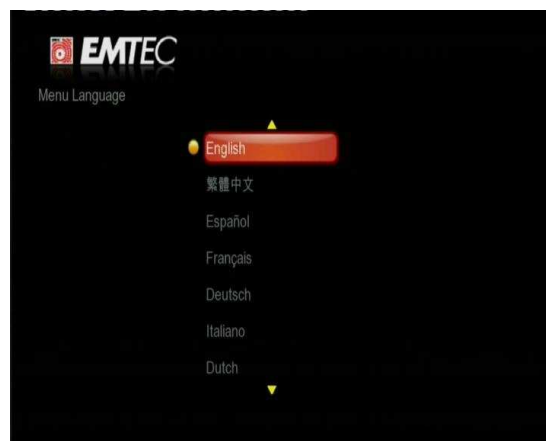 EMTEC
Menu Language
English
繁體中文
Español
Français
Deutsch
Italiano
Dutch